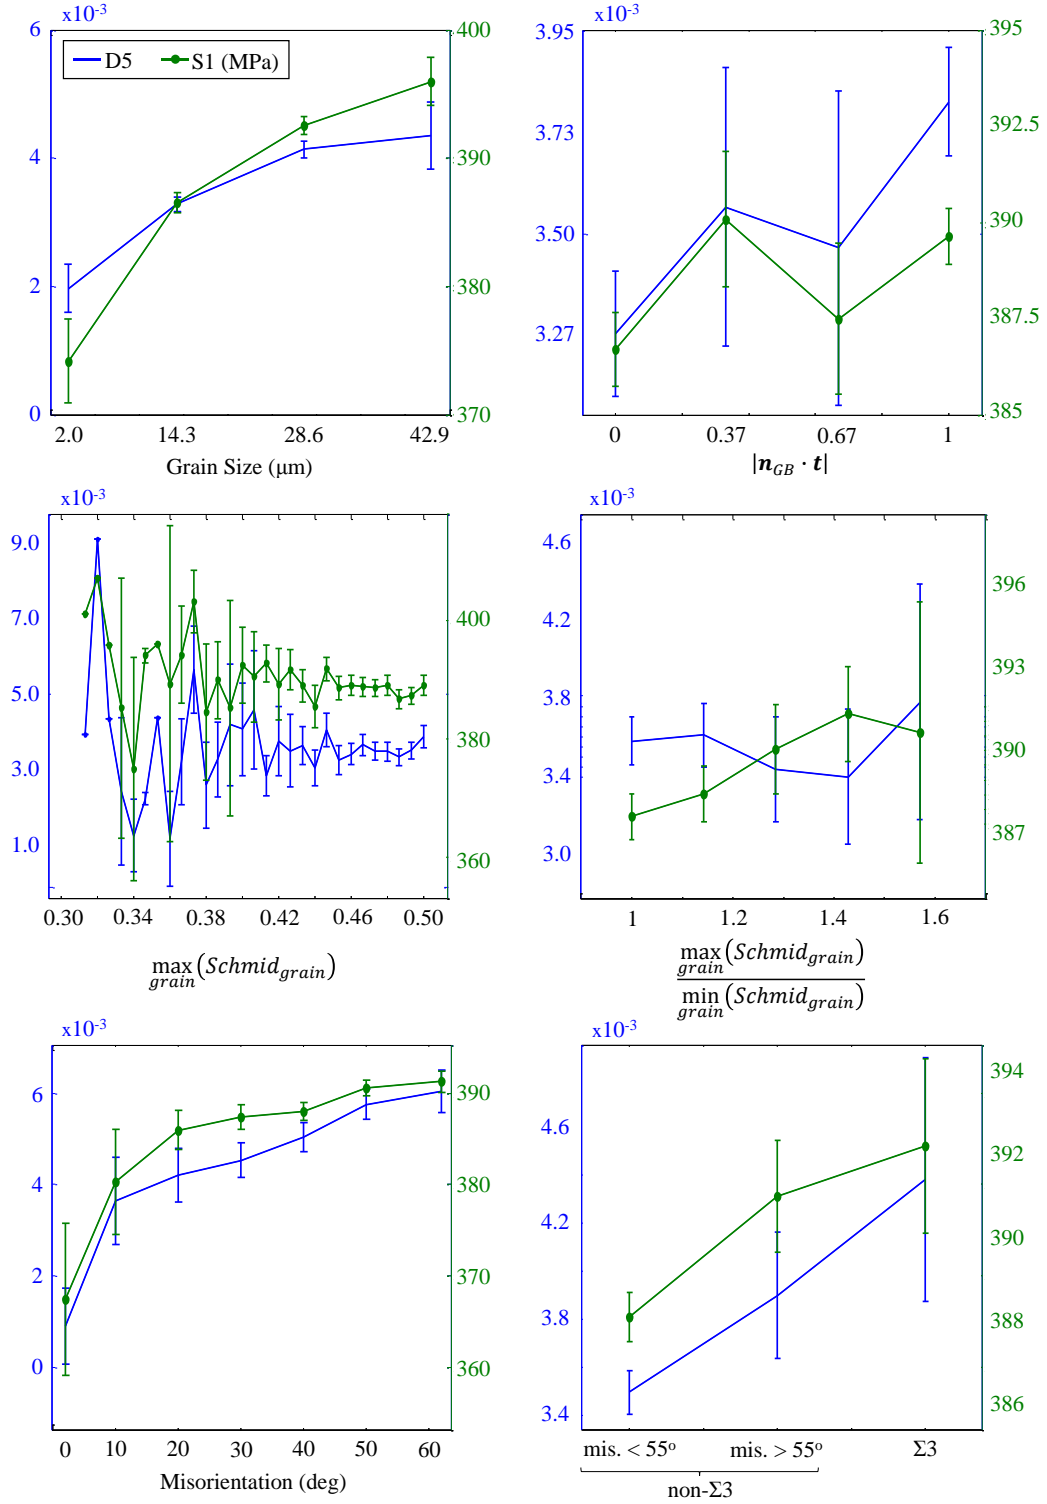 x10⁻³
6
4
2
0
400
390
380
370
D5 S1 (MPa)
2.0 14.3 28.6 42.9
Grain Size (μm)
x10⁻³
3.95
3.73
3.50
3.27
395
392.5
390
387.5
385
0 0.37 0.67 1
|n_GB · t|
x10⁻³
9.0
7.0
5.0
3.0
1.0
400
380
360
0.30 0.34 0.38 0.42 0.46 0.50
max (Schmid_grain)
grain
x10⁻³
4.6
4.2
3.8
3.4
3.0
396
393
390
387
1 1.2 1.4 1.6
max (Schmid_grain)
grain
min (Schmid_grain)
grain
x10⁻³
6
4
2
0
390
380
370
360
0 10 20 30 40 50 60
Misorientation (deg)
x10⁻³
4.6
4.2
3.8
3.4
394
392
390
388
386
mis. < 55º mis. > 55º Σ3
non-Σ3